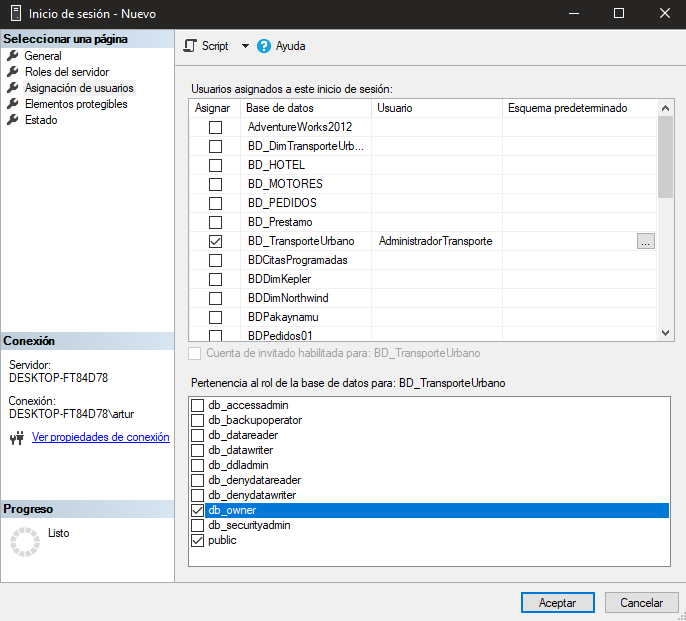 Inicio de sesión - Nuevo
Seleccionar una página
General
Roles del servidor
Asignación de usuarios
Elementos protegibles
Estado
Conexión
Servidor:
DESKTOP-FT84D78
Conexión:
DESKTOP-FT84D78\artur
Ver propiedades de conexión
Progreso
Listo
Script
Ayuda
Usuarios asignados a este inicio de sesión:
Asignar Base de datos Usuario Esquema predeterminado
AdventureWorks2012
BD_DimTransporteUrb...
BD_HOTEL
BD_MOTORES
BD_PEDIDOS
BD_Prestamo
BD_TransporteUrbano AdministradorTransporte ...
BDCitasProgramadas
BDDimKepler
BDDimNorthwind
BDPakaynamu
BDPedidos01
Cuenta de invitado habilitada para: BD_TransporteUrbano
Pertenencia al rol de la base de datos para: BD_TransporteUrbano
db_accessadmin
db_backupoperator
db_datareader
db_datawriter
db_ddladmin
db_denydatareader
db_denydatawriter
db_owner
db_securityadmin
public
Aceptar
Cancelar